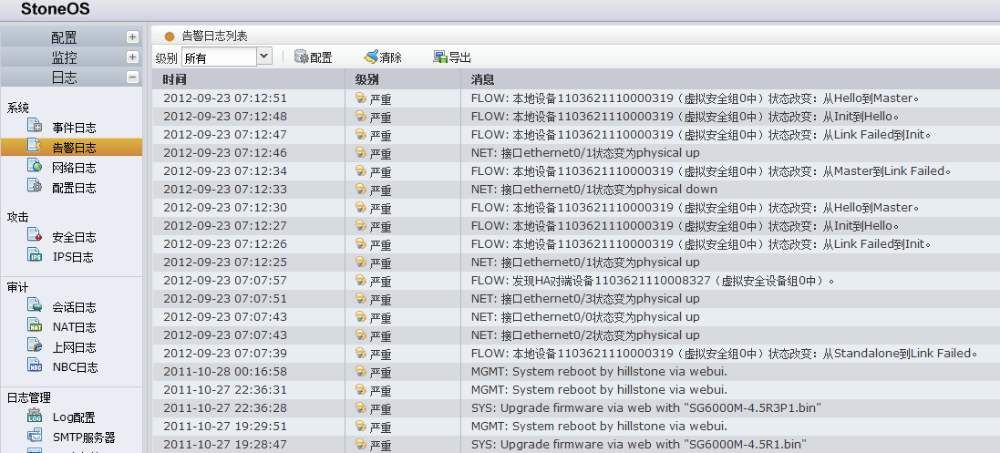 StoneOS
配置
监控
日志
系统
事件日志
告警日志
网络日志
配置日志
攻击
安全日志
IPS日志
审计
会话日志
NAT日志
上网日志
NBC日志
日志管理
Log配置
SMTP服务器
告警日志列表
级别 所有 配置 清除 导出
时间 级别 消息
2012-09-23 07:12:51 严重 FLOW: 本地设备1103621110000319（虚拟安全组0中）状态改变：从Hello到Master。
2012-09-23 07:12:48 严重 FLOW: 本地设备1103621110000319（虚拟安全组0中）状态改变：从Init到Hello。
2012-09-23 07:12:47 严重 FLOW: 本地设备1103621110000319（虚拟安全组0中）状态改变：从Link Failed到Init。
2012-09-23 07:12:46 严重 NET: 接口ethernet0/1状态变为physical up
2012-09-23 07:12:34 严重 FLOW: 本地设备1103621110000319（虚拟安全组0中）状态改变：从Master到Link Failed。
2012-09-23 07:12:33 严重 NET: 接口ethernet0/1状态变为physical down
2012-09-23 07:12:30 严重 FLOW: 本地设备1103621110000319（虚拟安全组0中）状态改变：从Hello到Master。
2012-09-23 07:12:27 严重 FLOW: 本地设备1103621110000319（虚拟安全组0中）状态改变：从Init到Hello。
2012-09-23 07:12:26 严重 FLOW: 本地设备1103621110000319（虚拟安全组0中）状态改变：从Link Failed到Init。
2012-09-23 07:12:25 严重 NET: 接口ethernet0/1状态变为physical up
2012-09-23 07:07:57 严重 FLOW: 发现HA对端设备1103621110008327（虚拟安全设备组0中）。
2012-09-23 07:07:51 严重 NET: 接口ethernet0/3状态变为physical up
2012-09-23 07:07:43 严重 NET: 接口ethernet0/0状态变为physical up
2012-09-23 07:07:43 严重 NET: 接口ethernet0/2状态变为physical up
2012-09-23 07:07:39 严重 FLOW: 本地设备1103621110000319（虚拟安全组0中）状态改变：从Standalone到Link Failed。
2011-10-28 00:16:58 严重 MGMT: System reboot by hillstone via webui.
2011-10-27 22:36:31 严重 MGMT: System reboot by hillstone via webui.
2011-10-27 22:36:28 严重 SYS: Upgrade firmware via web with "SG6000M-4.5R3P1.bin"
2011-10-27 19:29:51 严重 MGMT: System reboot by hillstone via webui.
2011-10-27 19:28:47 严重 SYS: Upgrade firmware via web with "SG6000M-4.5R1.bin"